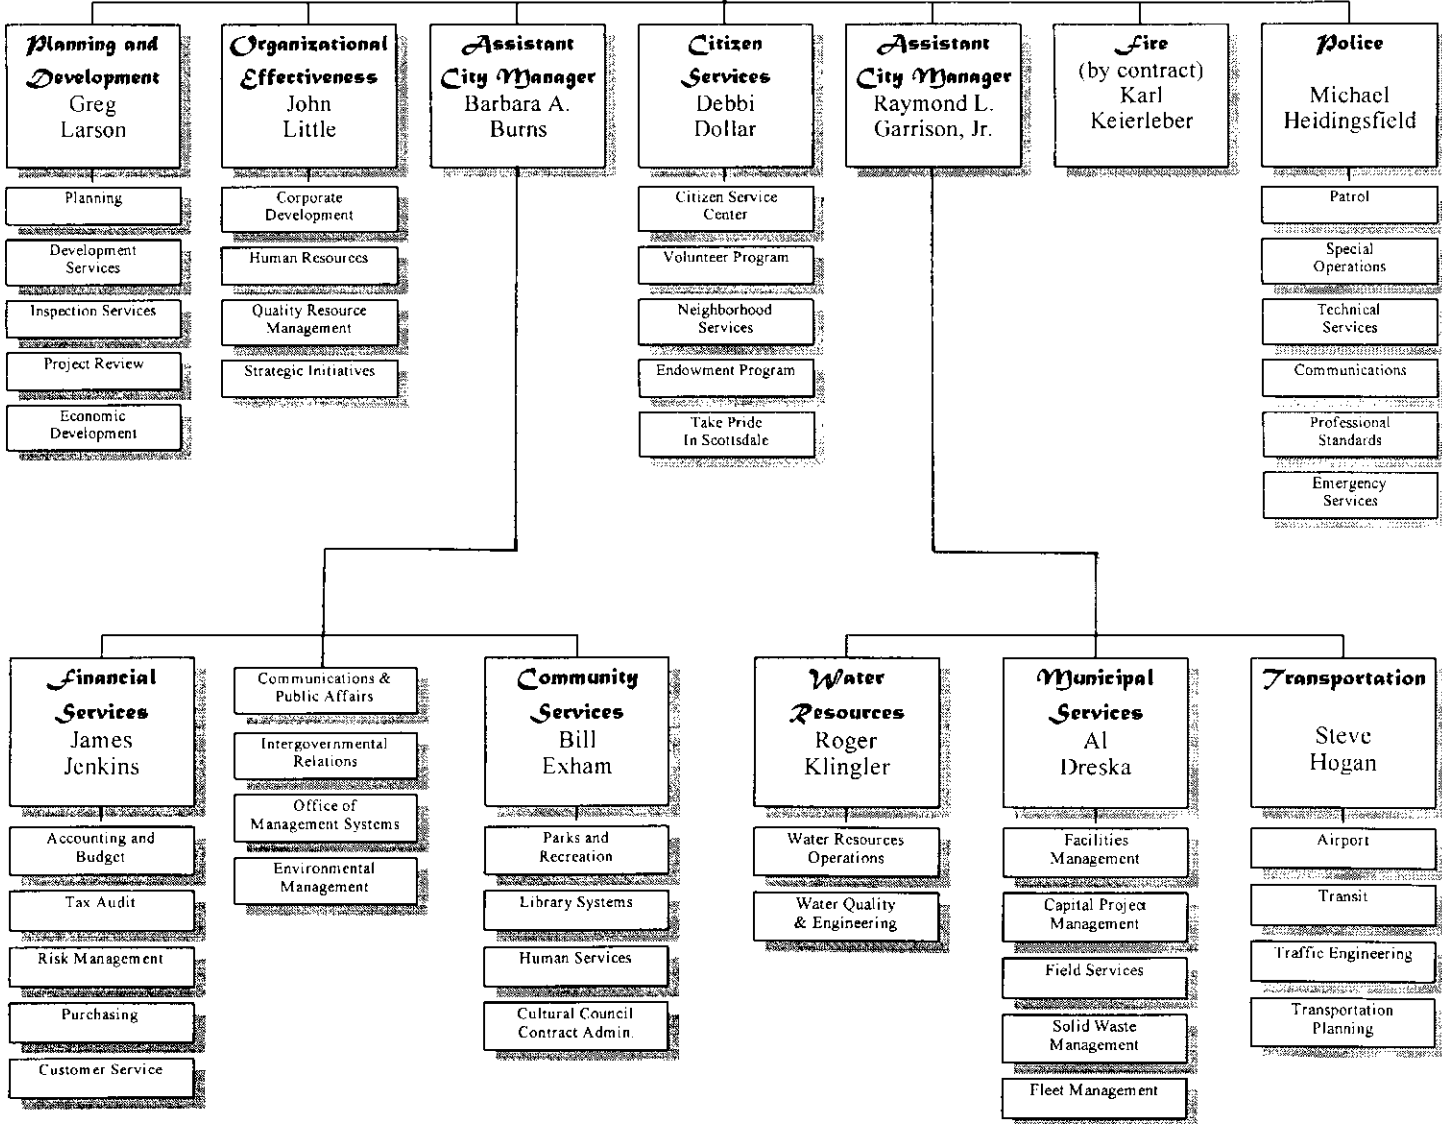 Planning and
Development
Greg
Larson
Planning
Development
Services
Inspection Services
Project Review
Economic
Development
Organizational
Effectiveness
John
Little
Corporate
Development
Human Resources
Quality Resource
Management
Strategic Initiatives
Assistant
City Manager
Barbara A.
Burns
Citizen
Services
Debbi
Dollar
Citizen Service
Center
Volunteer Program
Neighborhood
Services
Endowment Program
Take Pride
In Scottsdale
Assistant
City Manager
Raymond L.
Garrison, Jr.
Fire
(by contract)
Karl
Keierleber
Police
Michael
Heidingsfield
Patrol
Special
Operations
Technical
Services
Communications
Professional
Standards
Emergency
Services
Financial
Services
James
Jenkins
Accounting and
Budget
Tax Audit
Risk Management
Purchasing
Customer Service
Communications &
Public Affairs
Intergovernmental
Relations
Office of
Management Systems
Environmental
Management
Community
Services
Bill
Exham
Parks and
Recreation
Library Systems
Human Services
Cultural Council
Contract Admin.
Water
Resources
Roger
Klingler
Water Resources
Operations
Water Quality
& Engineering
Municipal
Services
Al
Dreska
Facilities
Management
Capital Project
Management
Field Services
Solid Waste
Management
Fleet Management
Transportation
Steve
Hogan
Airport
Transit
Traffic Engineering
Transportation
Planning